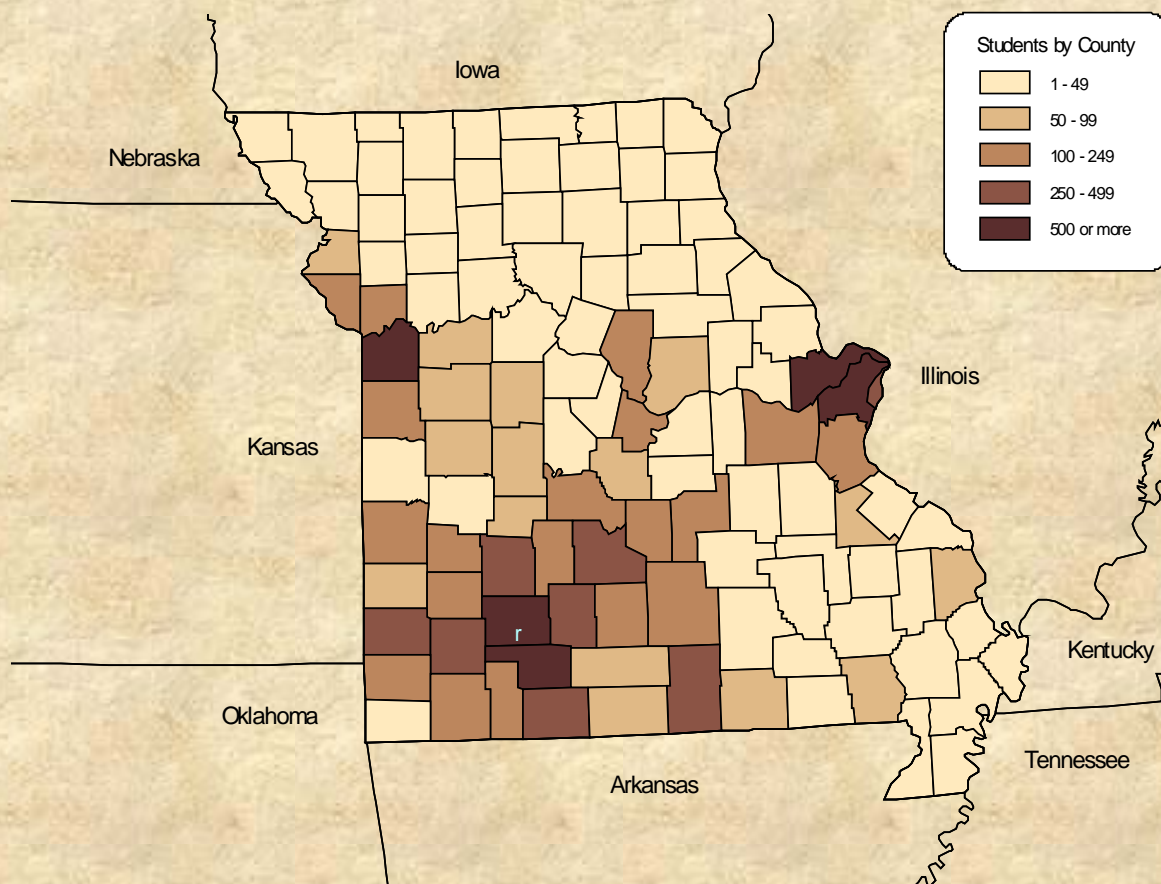 Students by County
1 - 49
50 - 99
100 - 249
250 - 499
500 or more
Iowa
Nebraska
Illinois
Kansas
r
Kentucky
Oklahoma
Tennessee
Arkansas